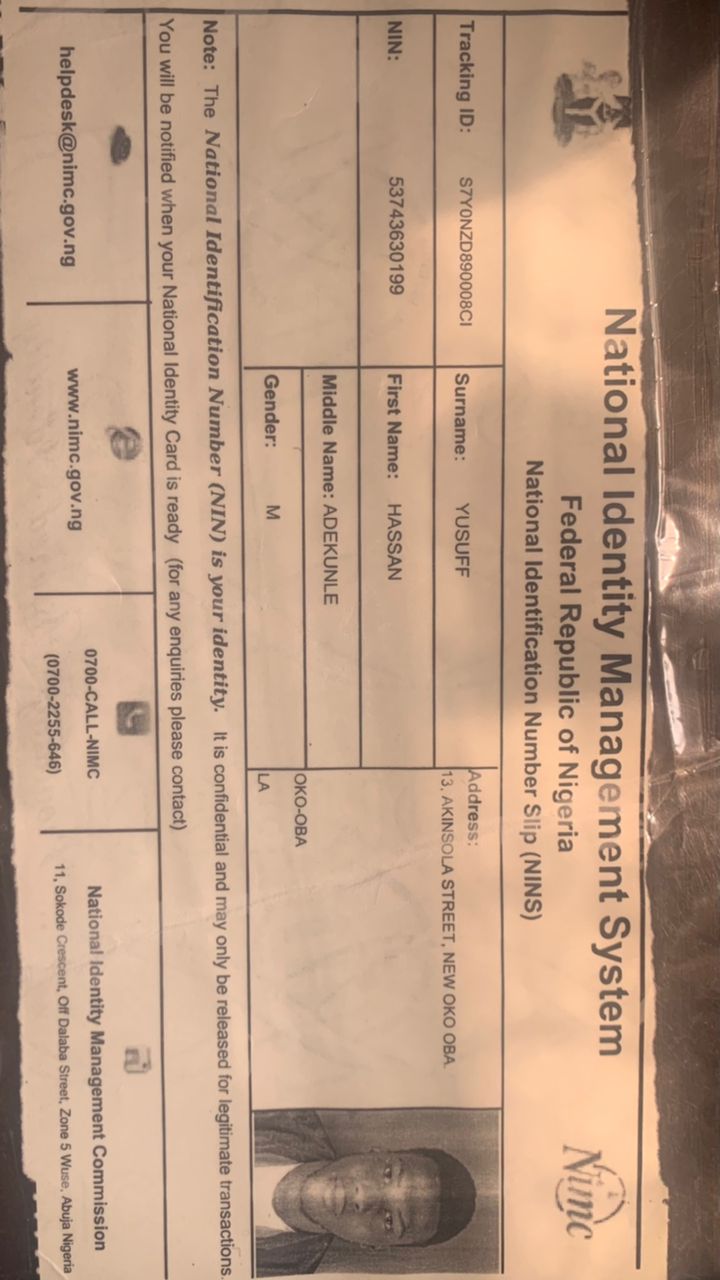 National Identity Management System
Federal Republic of Nigeria
National Identification Number Slip (NINS)
Nimc
Tracking ID: S7Y0NZD890008CI
Surname: YUSUFF
Address:
13, AKINSOLA STREET, NEW OKO OBA.
NIN: 53743630199
First Name: HASSAN
Middle Name: ADEKUNLE
OKO-OBA
Gender: M
LA
Note: The National Identification Number (NIN) is your identity. It is confidential and may only be released for legitimate transactions.
You will be notified when your National Identity Card is ready (for any enquiries please contact)
helpdesk@nimc.gov.ng
www.nimc.gov.ng
0700-CALL-NIMC
(0700-2255-646)
National Identity Management Commission
11, Sokode Crescent, Off Dalaba Street, Zone 5 Wuse, Abuja Nigeria